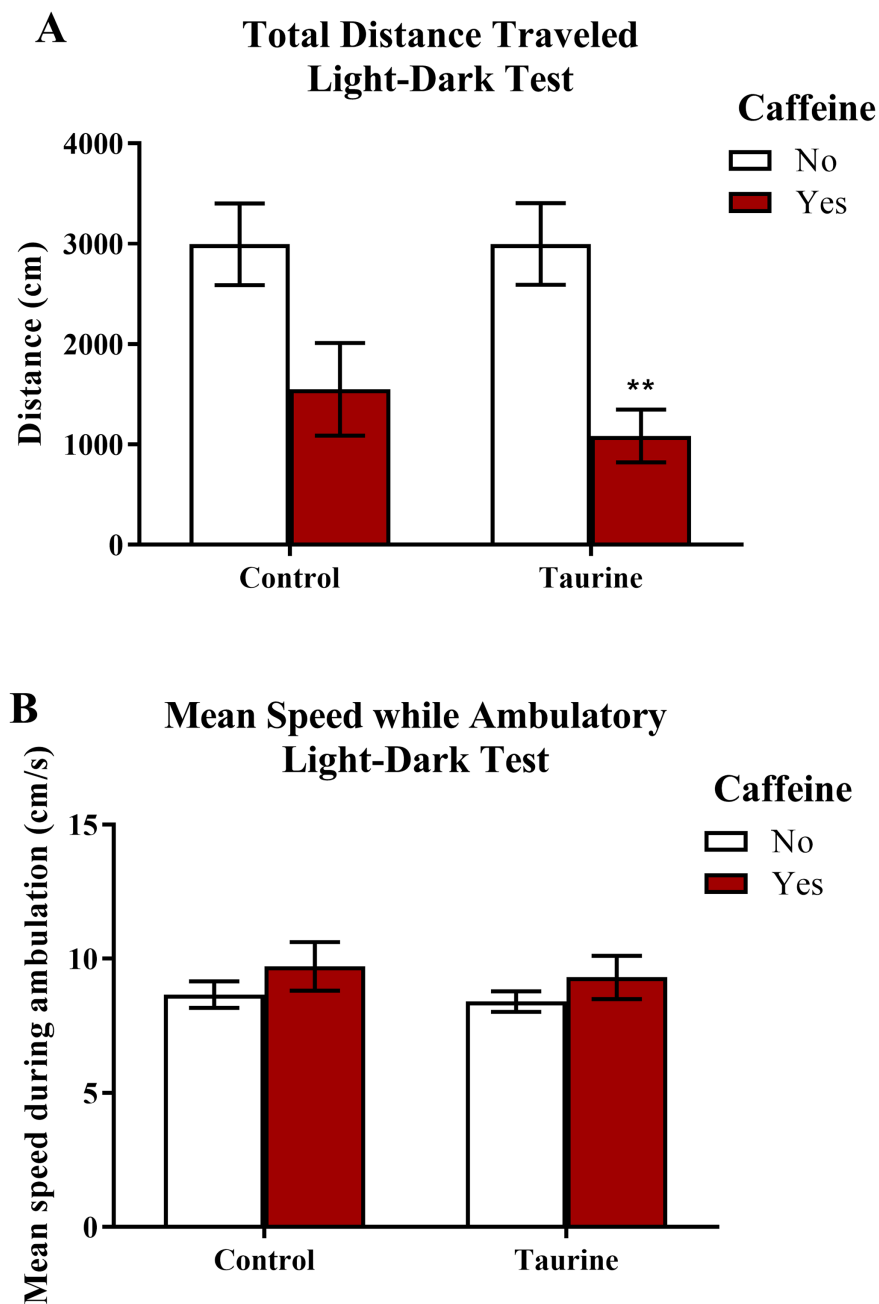 A
Total Distance Traveled
Light-Dark Test
Caffeine
No
Yes
Distance (cm)
4000
3000
2000
1000
0
**
Control
Taurine
B
Mean Speed while Ambulatory
Light-Dark Test
Caffeine
No
Yes
Mean speed during ambulation (cm/s)
15
10
5
0
Control
Taurine